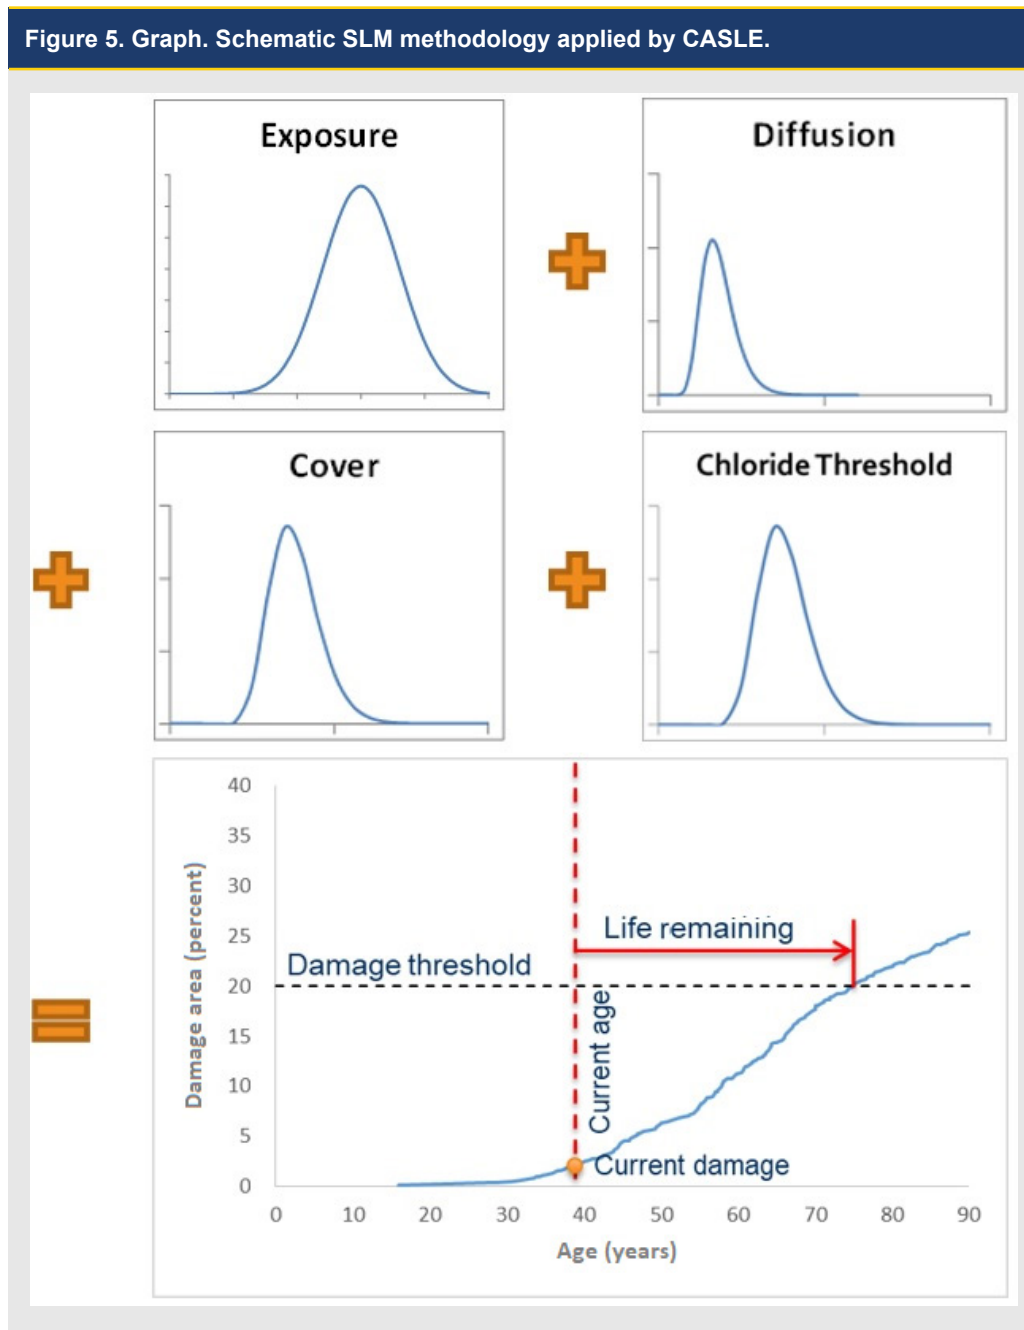 Figure 5. Graph. Schematic SLM methodology applied by CASLE.
Exposure
Diffusion
Cover
Chloride Threshold
40
35
30
25
20
15
10
5
0
Damage area (percent)
Life remaining
Damage threshold
Current age
Current damage
0 10 20 30 40 50 60 70 80 90
Age (years)